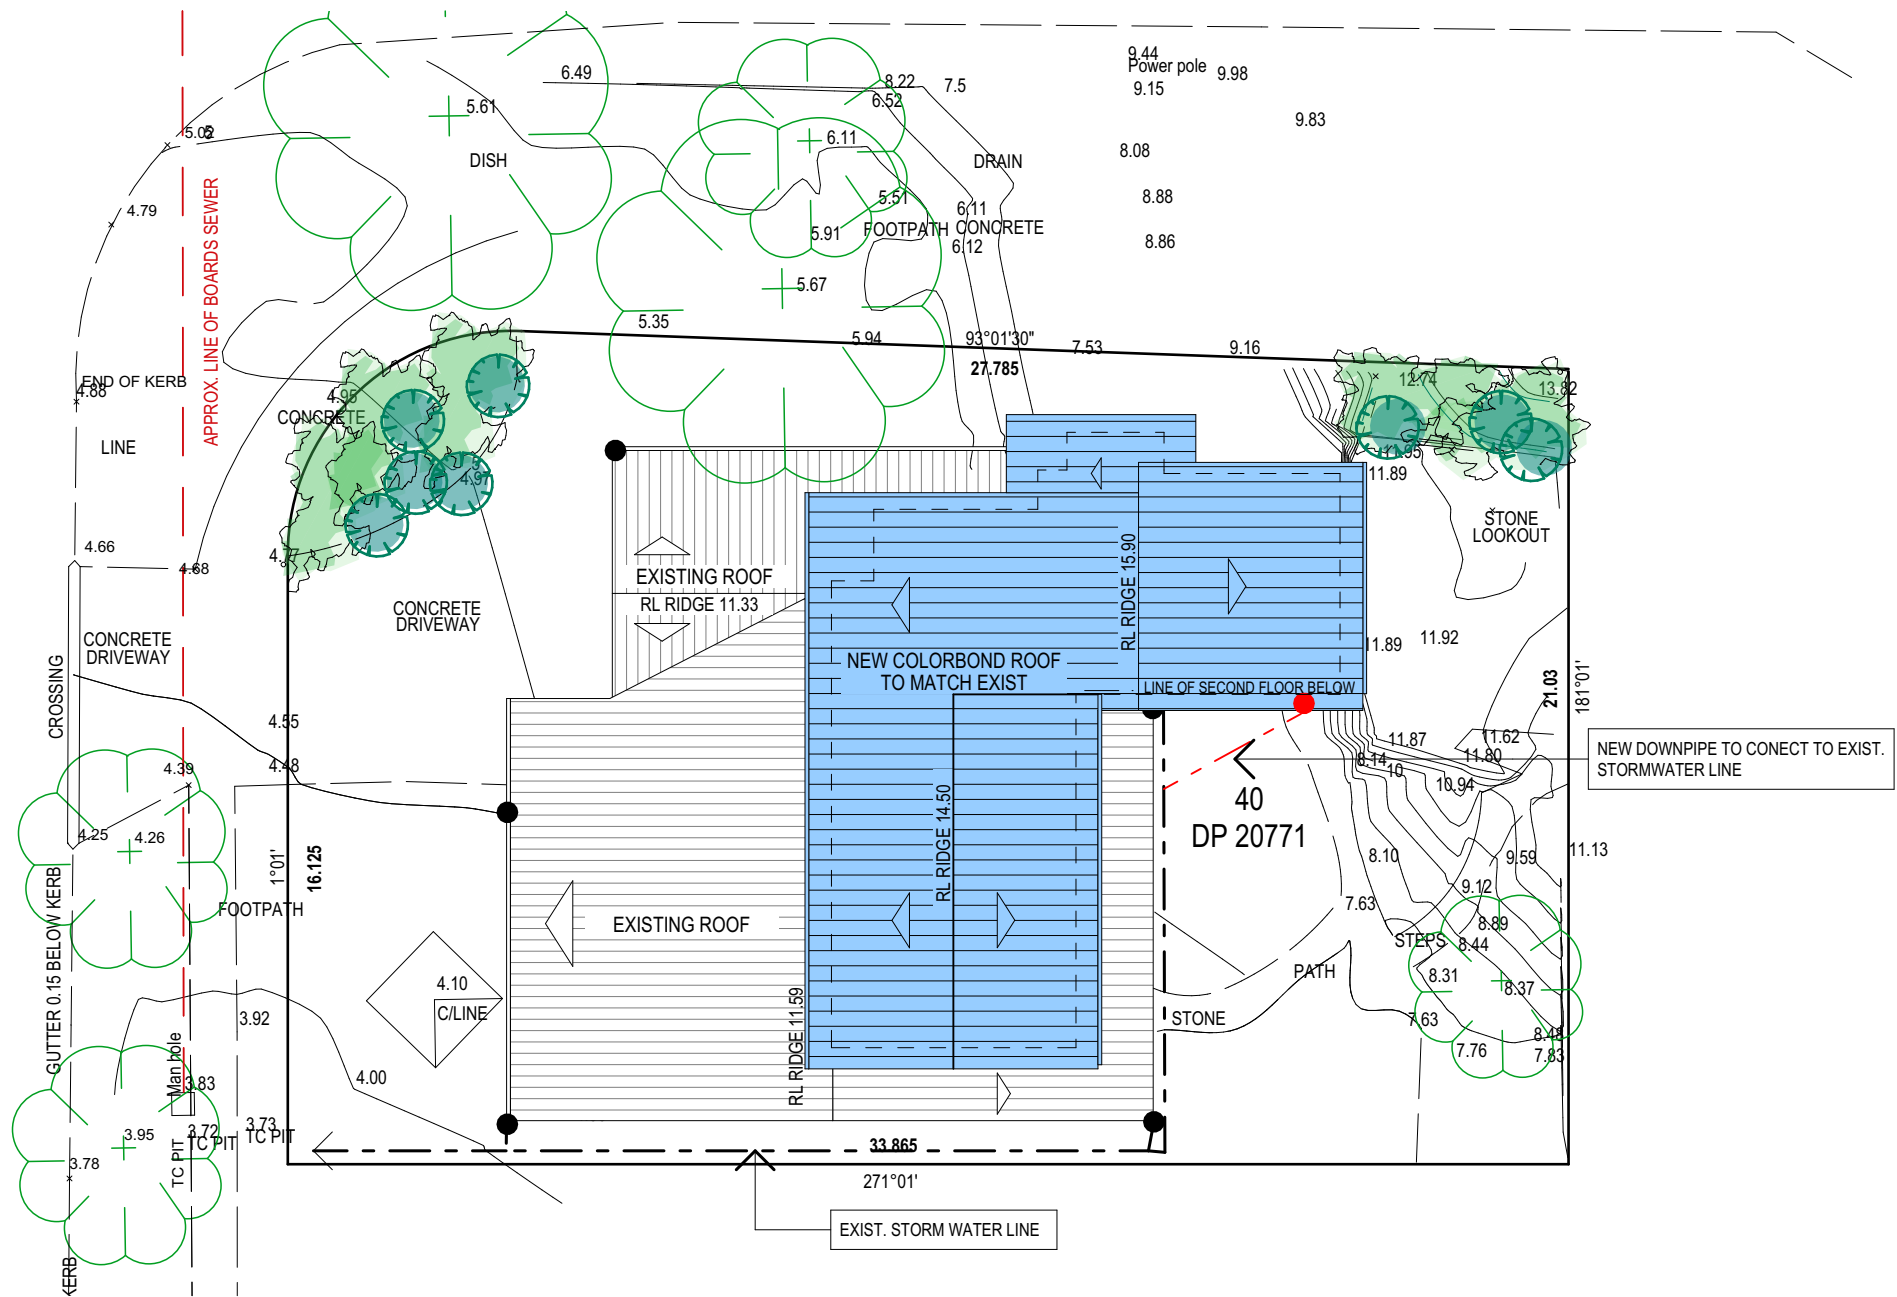 9.44
Power pole
9.98
9.15
6.49
8.22
7.5
6.52
5.61
9.83
5.02
6.11
DISH
DRAIN
8.08
APPROX. LINE OF BOARDS SEWER
4.79
5.51
8.88
6.11
5.91
FOOTPATH CONCRETE
6.12
8.86
5.67
5.35
5.94
93°01'30"
7.53
9.16
27.785
END OF KERB
4.88
4.95
12.74
13.82
CONCRETE
LINE
11.95
4.97
11.89
STONE
LOOKOUT
4.66
4.77
4.68
EXISTING ROOF
RL RIDGE 11.33
RL RIDGE 15.90
CONCRETE
DRIVEWAY
CONCRETE
DRIVEWAY
11.92
11.89
CROSSING
NEW COLORBOND ROOF
TO MATCH EXIST
LINE OF SECOND FLOOR BELOW
21.03
181°01'
4.55
11.87
11.62
11.80
NEW DOWNPIPE TO CONECT TO EXIST.
STORMWATER LINE
8.14
10
4.48
4.39
10.94
40
DP 20771
RL RIDGE 14.50
4.25
4.26
1°01'
16.125
8.10
9.59
11.13
9.12
FOOTPATH
7.63
GUTTER 0.15 BELOW KERB
EXISTING ROOF
8.89
STEPS
8.44
PATH
8.31
8.37
4.10
C/LINE
RL RIDGE 11.59
3.92
STONE
7.63
8.48
7.76
7.83
Man hole
3.83
4.00
3.95
3.72
3.73
TC PIT
TC PIT
TC PIT
33.865
3.78
271°01'
EXIST. STORM WATER LINE
KERB